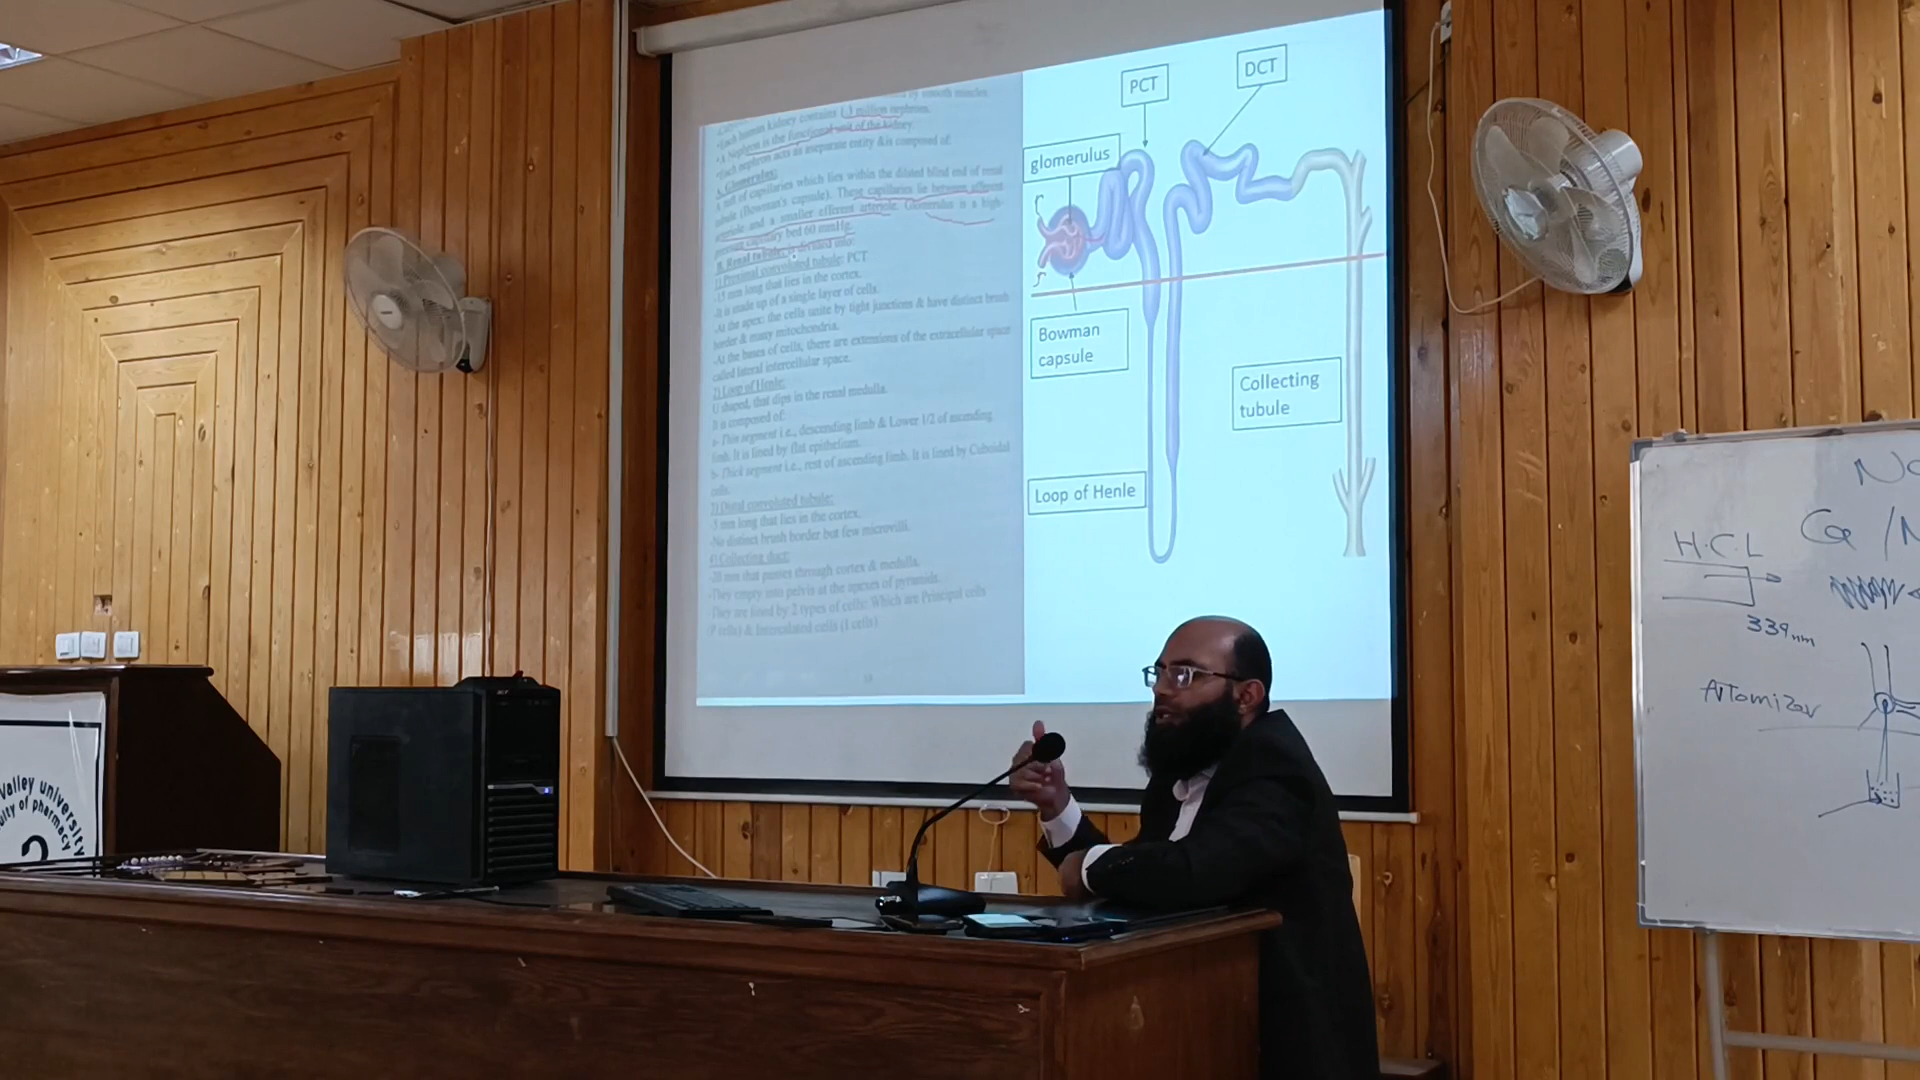 by smooth muscles.
-Each human kidney contains 1.3 million nephrons.
*A Nephron is the functional unit of the kidney.
*Each nephron acts as aseparate entity &is composed of:
A. Glomerulus:
A tuft of capillaries which lies within the dilated blind end of renal
tubule (Bowman's capsule). These capillaries lie between afferent
arteriole and a smaller efferent arteriole. Glomerulus is a high-
pressure capillary bed 60 mmHg.
B. Renal tubule: is divided into:
1) Proximal convoluted tubule: PCT
-15 mm long that lies in the cortex.
-It is made up of a single layer of cells.
-At the apex: the cells unite by tight junctions & have distinct brush
border & many mitochondria.
-At the bases of cells, there are extensions of the extracellular space
called lateral intercellular space.
2) Loop of Henle:
U shaped, that dips in the renal medulla.
It is composed of:
a- Thin segment i.e., descending limb & Lower 1/2 of ascending
limb. It is lined by flat epithelium.
b- Thick segment i.e., rest of ascending limb. It is lined by Cuboidal
cells.
3) Distal convoluted tubule:
-5 mm long that lies in the cortex.
-No distinct brush border but few microvilli.
4) Collecting duct:
-20 mm that passes through cortex & medulla.
-They empty into pelvis at the apexes of pyramids.
-They are lined by 2 types of cells: Which are Principal cells
(P cells) & Intercalated cells (I cells)
PCT
DCT
glomerulus
Bowman
capsule
Collecting
tubule
Loop of Henle
H.C.L
339 nm
Atomizer
Valley university
faculty of pharmacy
acer